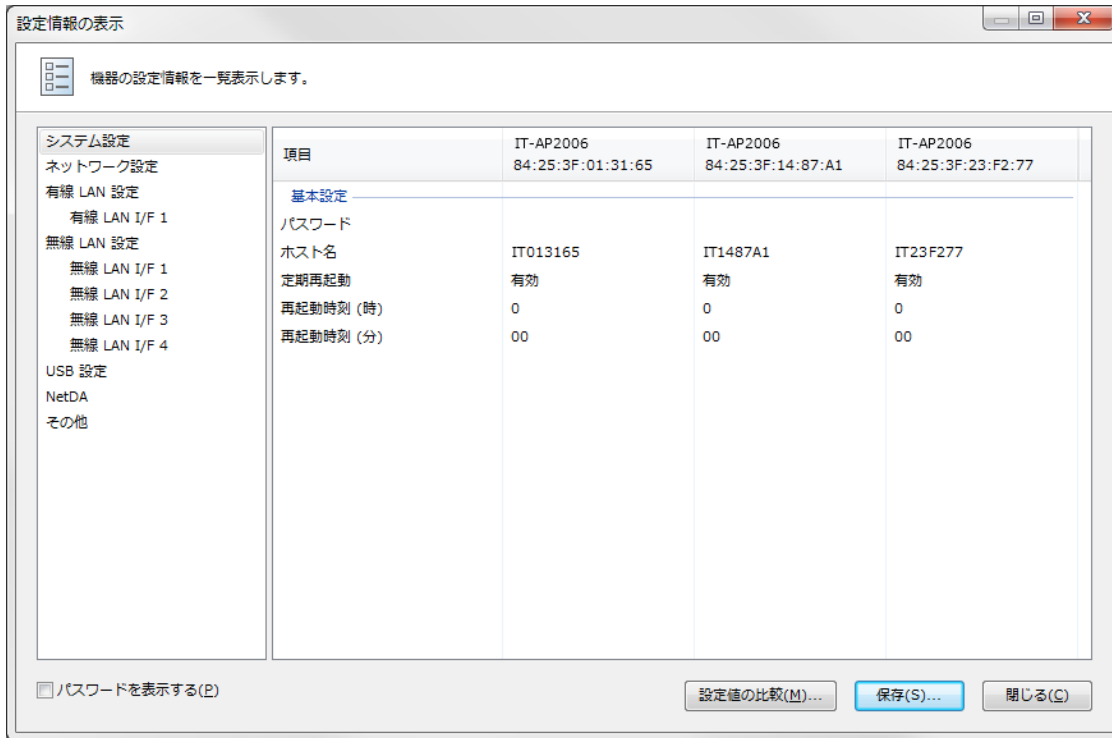 設定情報の表示
機器の設定情報を一覧表示します。
システム設定
ネットワーク設定
有線 LAN 設定
有線 LAN I/F 1
無線 LAN 設定
無線 LAN I/F 1
無線 LAN I/F 2
無線 LAN I/F 3
無線 LAN I/F 4
USB 設定
NetDA
その他
項目 IT-AP2006 84:25:3F:01:31:65 IT-AP2006 84:25:3F:14:87:A1 IT-AP2006 84:25:3F:23:F2:77
基本設定
パスワード
ホスト名 IT013165 IT1487A1 IT23F277
定期再起動 有効 有効 有効
再起動時刻 (時) 0 0 0
再起動時刻 (分) 00 00 00
パスワードを表示する(P)
設定値の比較(M)... 保存(S)... 閉じる(C)